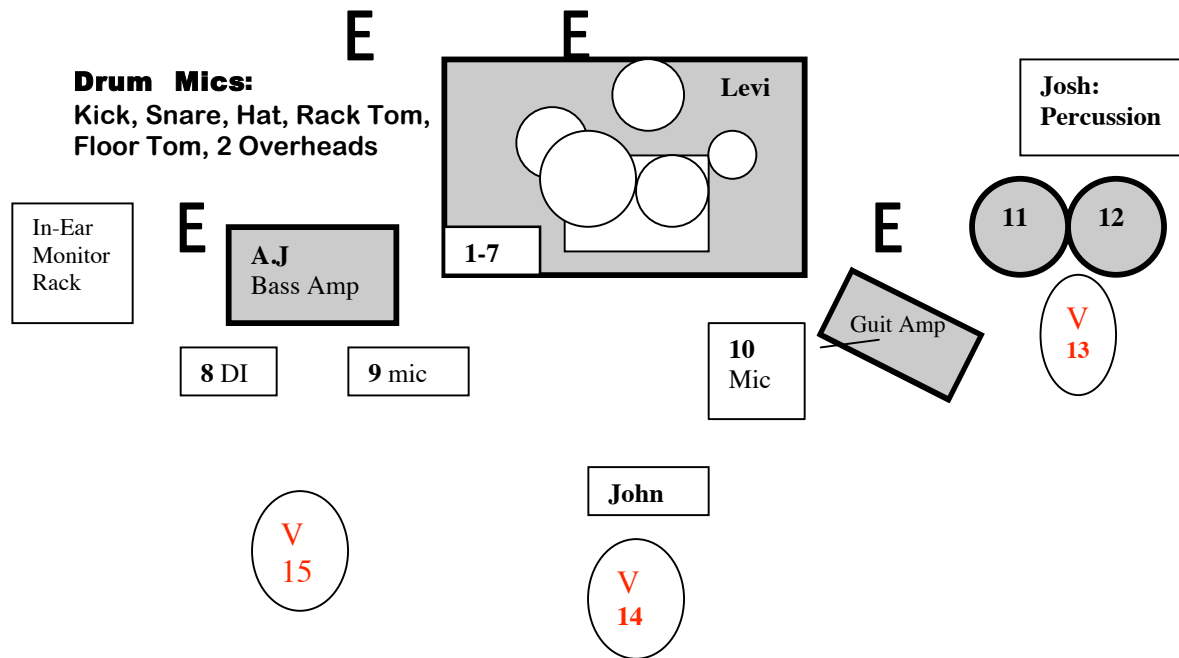 E
E
Drum Mics:
Kick, Snare, Hat, Rack Tom,
Floor Tom, 2 Overheads
Levi
Josh:
Percussion
In-Ear
Monitor
Rack
E
A.J
Bass Amp
1-7
E
11
12
Guit Amp
V
13
8 DI
9 mic
10
Mic
John
V
15
V
14